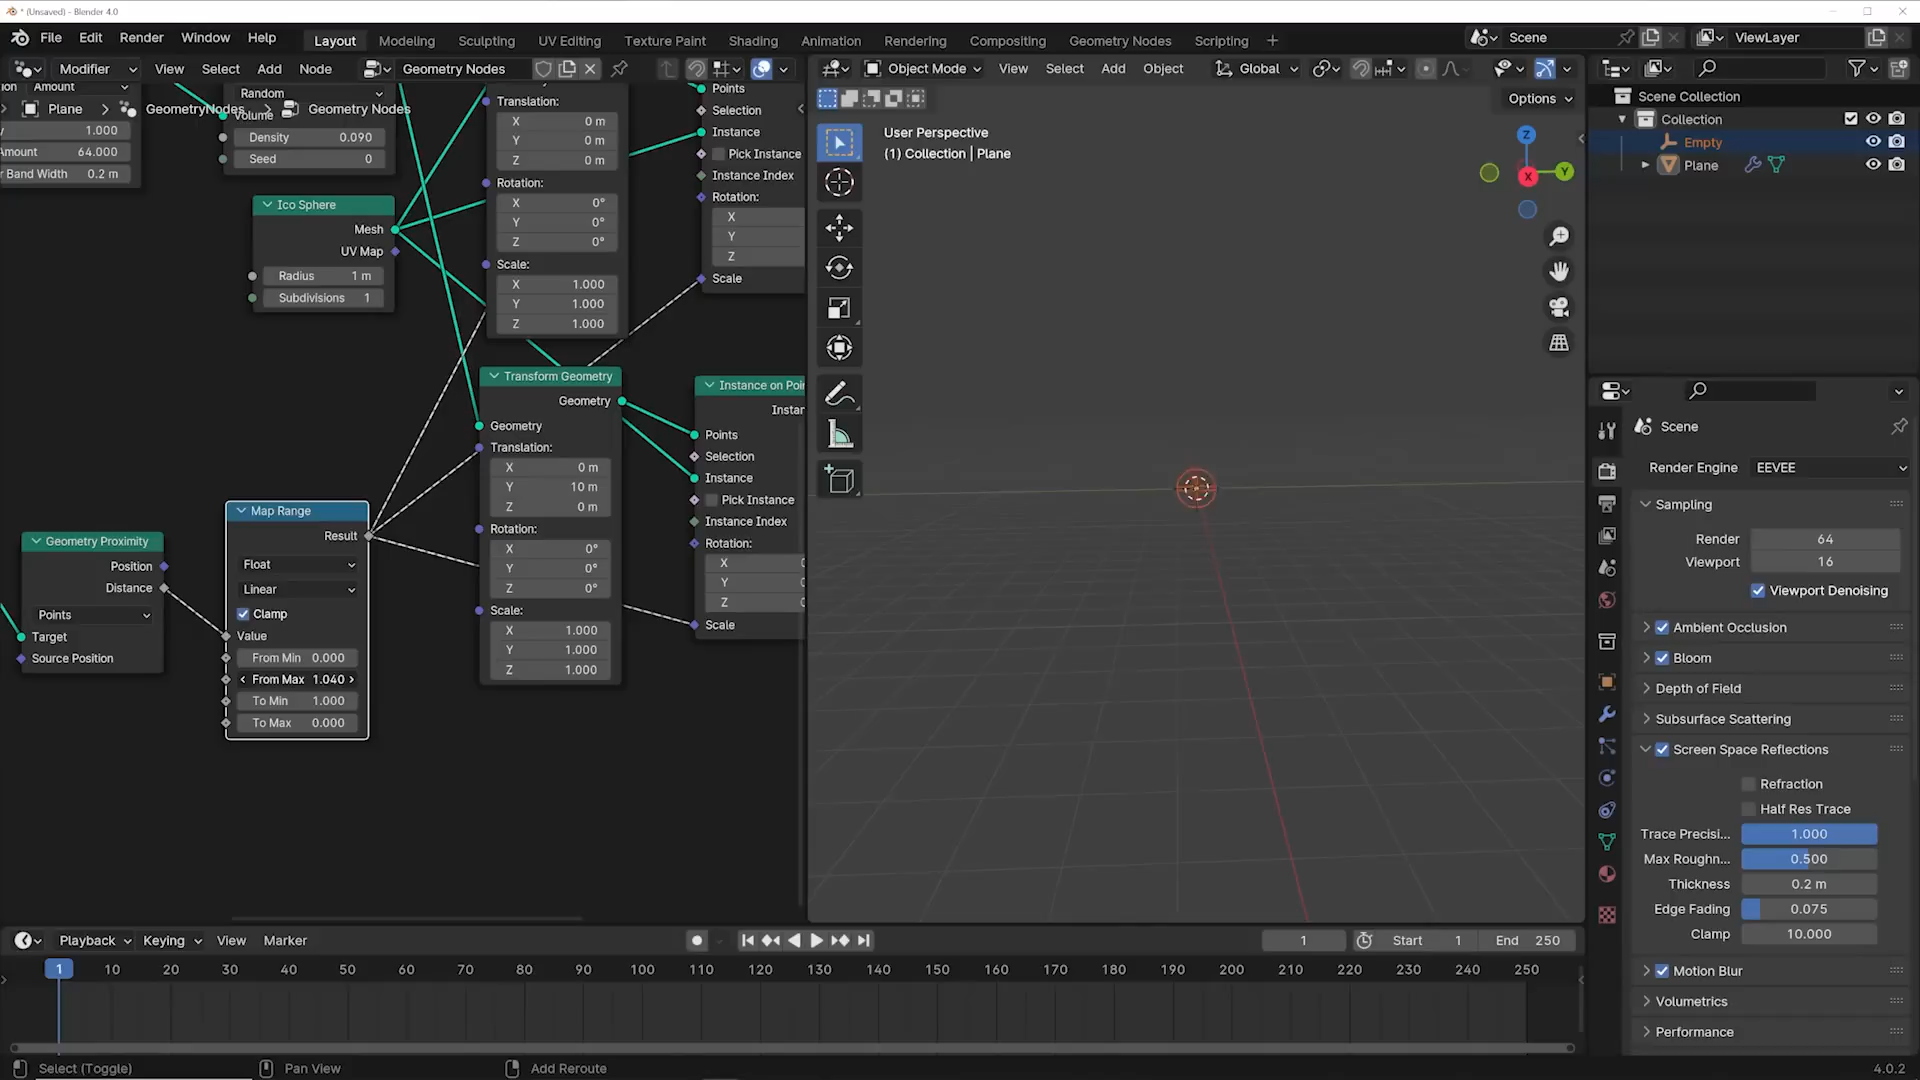 * (Unsaved) - Blender 4.0
File Edit Render Window Help
Layout Modeling Sculpting UV Editing Texture Paint Shading Animation Rendering Compositing Geometry Nodes Scripting +
Scene
ViewLayer
Modifier View Select Add Node
Geometry Nodes
Object Mode View Select Add Object
Global
Options
Amount
Plane > GeometryNodes > Geometry Nodes
1.000
Amount 64.000
r Band Width 0.2 m
Random
Volume
Density 0.090
Seed 0
Ico Sphere
Mesh
UV Map
Radius 1 m
Subdivisions 1
Translation:
X 0 m
Y 0 m
Z 0 m
Rotation:
X 0°
Y 0°
Z 0°
Scale:
X 1.000
Y 1.000
Z 1.000
Points
Selection
Instance
Pick Instance
Instance Index
Rotation:
X
Y
Z
Scale
Transform Geometry
Geometry
Geometry
Translation:
X 0 m
Y 10 m
Z 0 m
Rotation:
X 0°
Y 0°
Z 0°
Scale:
X 1.000
Y 1.000
Z 1.000
Instance on Poin
Instan
Points
Selection
Instance
Pick Instance
Instance Index
Rotation:
X
Y
Z
Scale
Geometry Proximity
Position
Distance
Points
Target
Source Position
Map Range
Result
Float
Linear
Clamp
Value
From Min 0.000
From Max 1.040
To Min 1.000
To Max 0.000
User Perspective
(1) Collection | Plane
Z
X Y
Scene Collection
Collection
Empty
Plane
Scene
Render Engine EEVEE
Sampling
Render 64
Viewport 16
Viewport Denoising
Ambient Occlusion
Bloom
Depth of Field
Subsurface Scattering
Screen Space Reflections
Refraction
Half Res Trace
Trace Precisi... 1.000
Max Roughn... 0.500
Thickness 0.2 m
Edge Fading 0.075
Clamp 10.000
Motion Blur
Volumetrics
Performance
Playback Keying View Marker
1 Start 1 End 250
1 10 20 30 40 50 60 70 80 90 100 110 120 130 140 150 160 170 180 190 200 210 220 230 240 250
Select (Toggle) Pan View Add Reroute 4.0.2